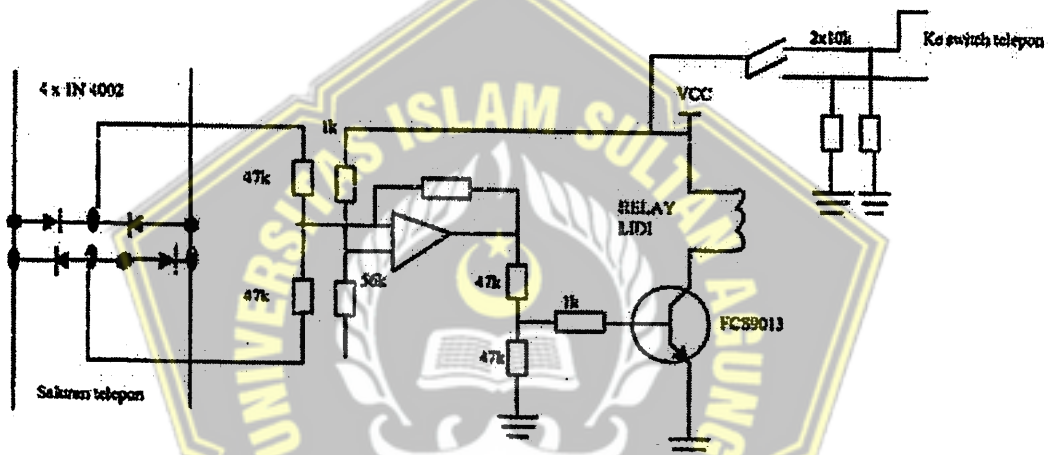 4 x IN 4002
1k
47k
47k
56k
VCC
2x10k
Ke switch telepon
RELAY
LIDI
47k
1k
47k
FCS9013
Saluran telepon
UNIVERSITAS ISLAM SULTAN AGUNG